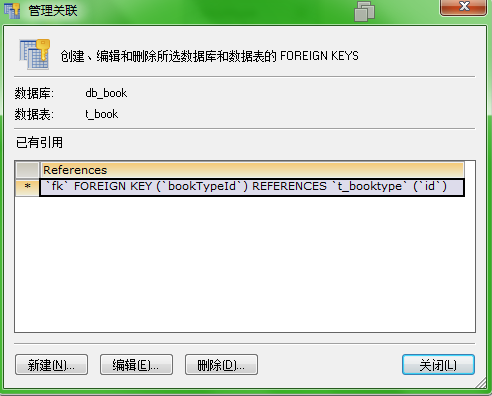 管理关联
创建、编辑和删除所选数据库和数据表的 FOREIGN KEYS
数据库: db_book
数据表: t_book
已有引用
References
* `fk` FOREIGN KEY (`bookTypeId`) REFERENCES `t_booktype` (`id`)
新建(N)... 编辑(E)... 删除(D)... 关闭(L)